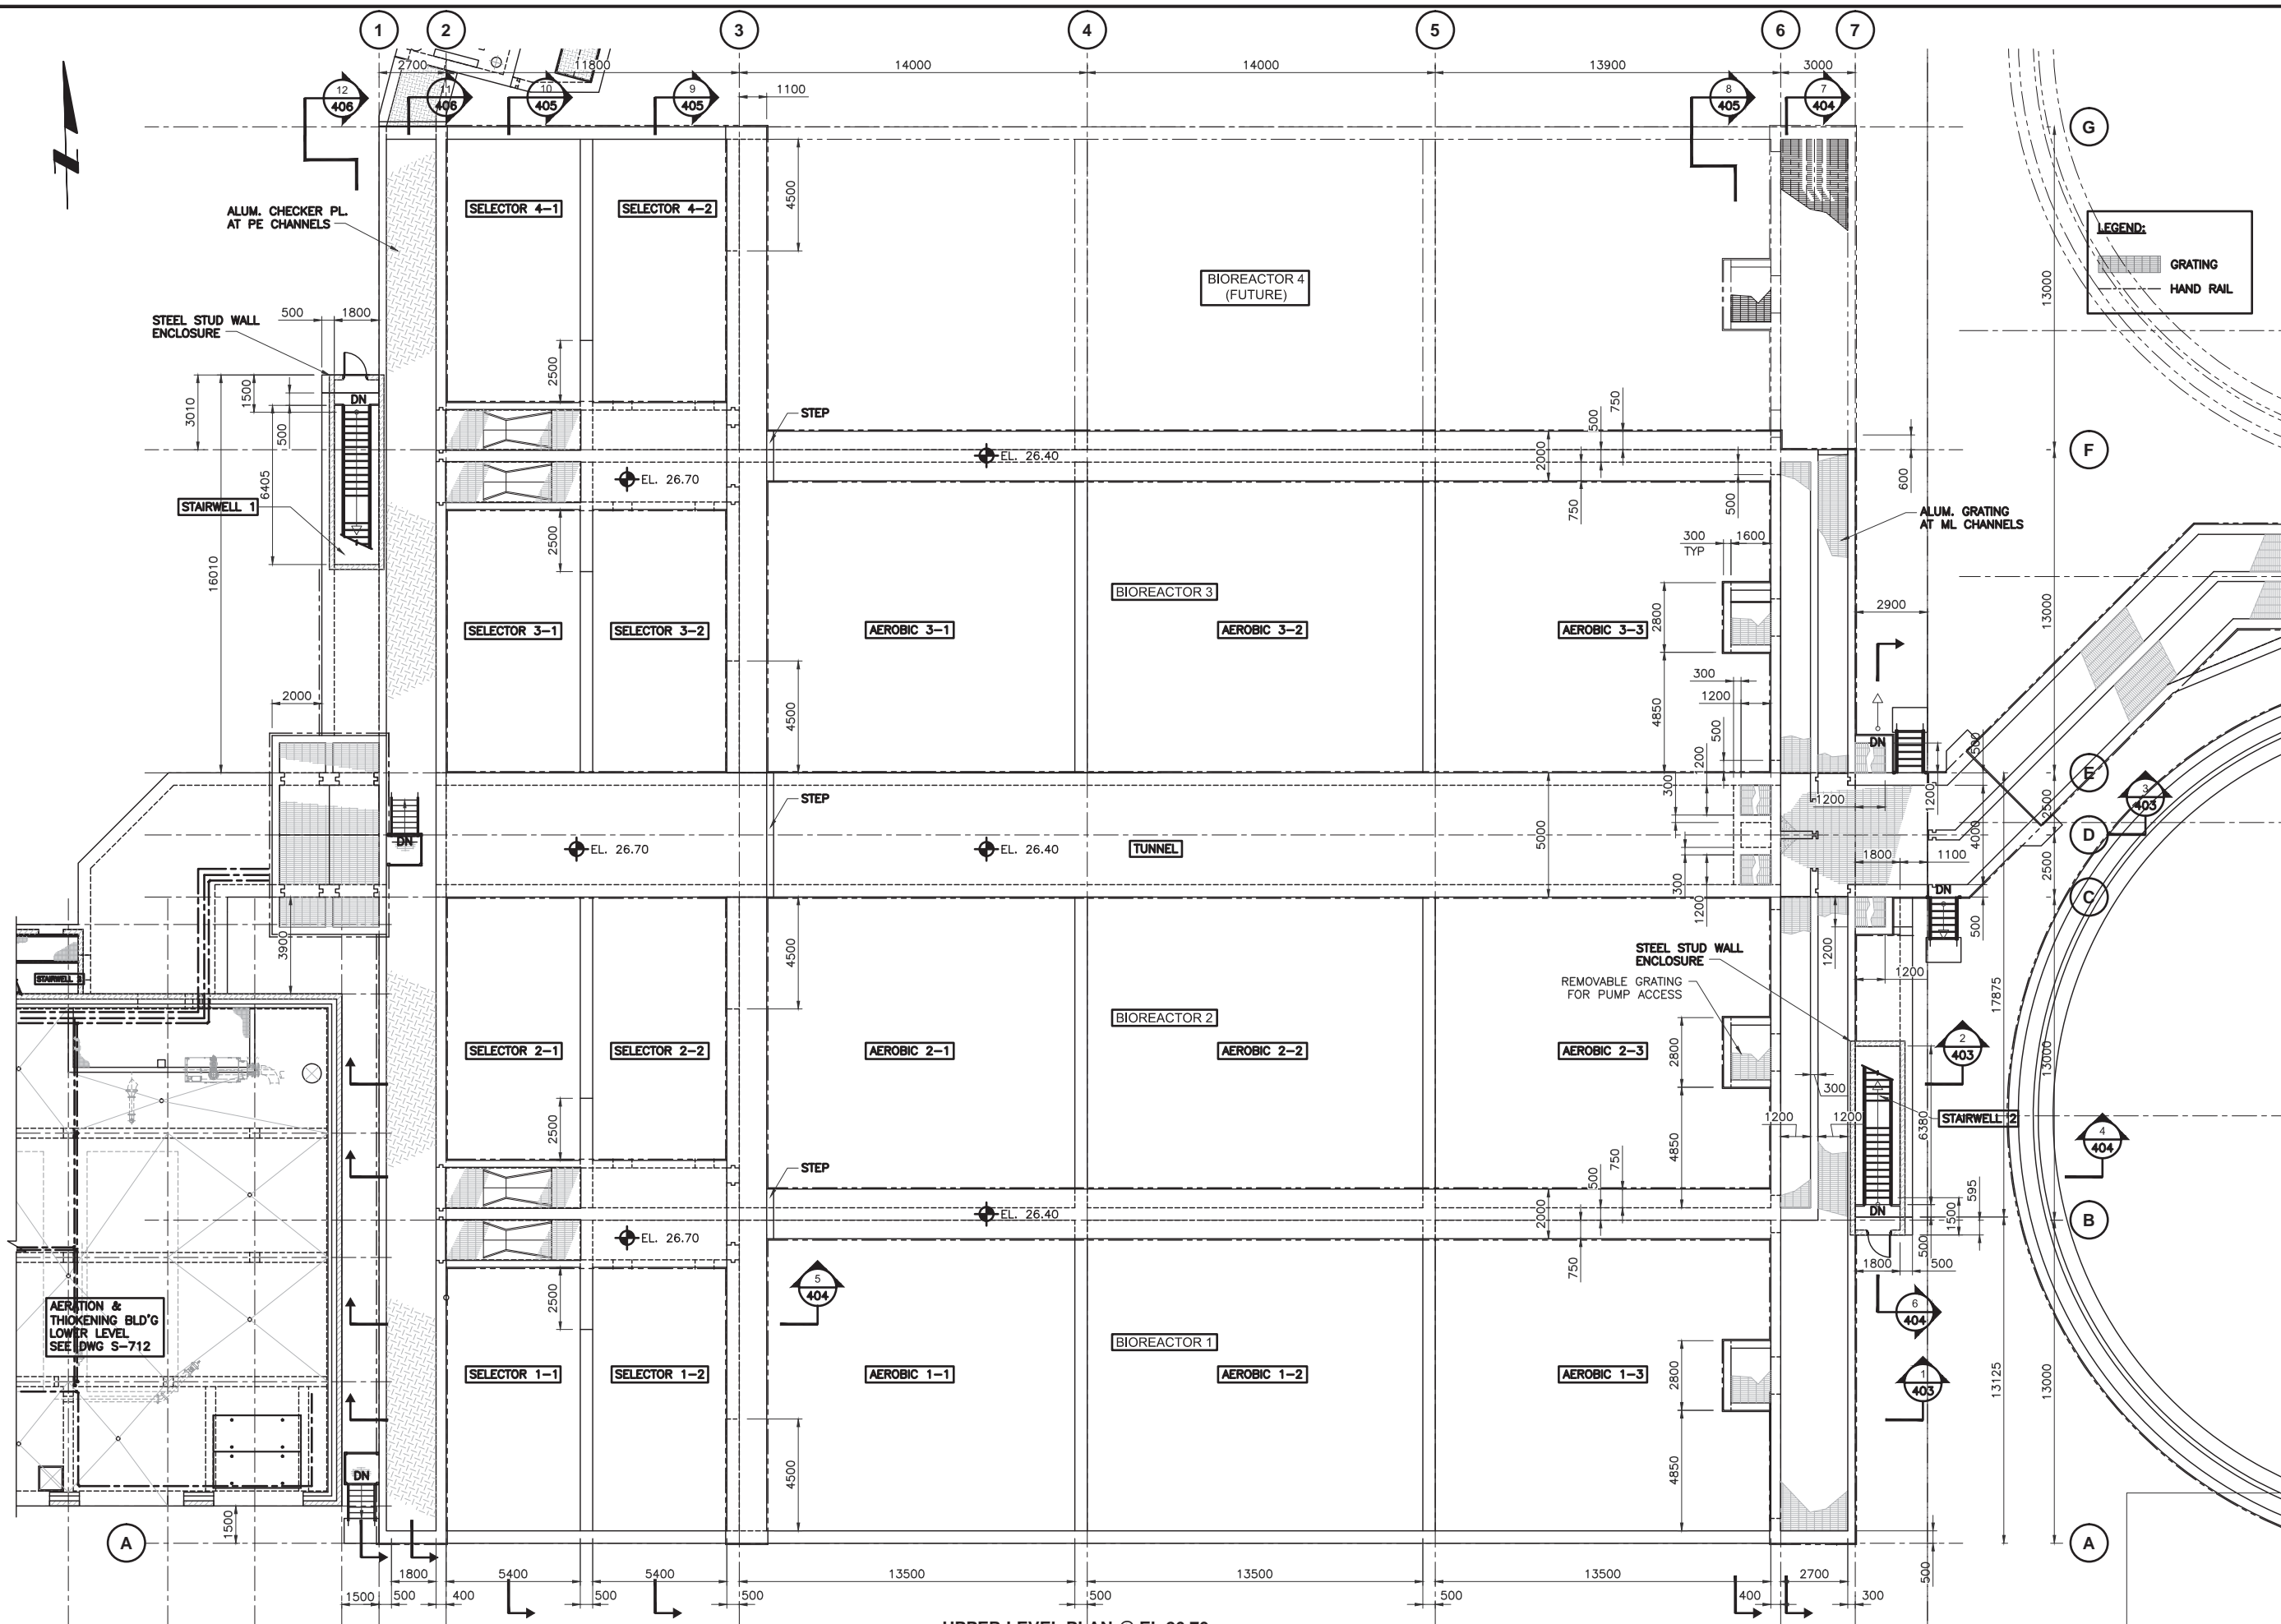 1 2 3 4 5 6 7
2700 11800 14000 14000 13900 3000
1100
12
406
11
406
10
405
9
405
8
405
7
404
G
ALUM. CHECKER PL.
AT PE CHANNELS
SELECTOR 4-1
SELECTOR 4-2
4500
BIOREACTOR 4
(FUTURE)
LEGEND:
GRATING
HAND RAIL
13000
STEEL STUD WALL
ENCLOSURE
500 1800
3010
1500
500
DN
6405
2500
STAIRWELL 1
16010
STEP
EL. 26.40
EL. 26.70
2000
500
750
750
500
600
F
ALUM. GRATING
AT ML CHANNELS
2500
300
TYP
1600
BIOREACTOR 3
SELECTOR 3-1
SELECTOR 3-2
AEROBIC 3-1
AEROBIC 3-2
AEROBIC 3-3
2800
2900
13000
2000
4500
4850
300
1200
500
200
300
DN
500
E
STEP
DN
EL. 26.70
EL. 26.40
TUNNEL
5000
1200
1200
2500
4000
2500
3
403
D
1800 1100
300
1200
DN
C
3900
4500
1200
500
1200
STAIRWELL 3
STEEL STUD WALL
ENCLOSURE
REMOVABLE GRATING
FOR PUMP ACCESS
17875
BIOREACTOR 2
SELECTOR 2-1
SELECTOR 2-2
AEROBIC 2-1
AEROBIC 2-2
AEROBIC 2-3
2800
2
403
13000
300
1200 1200
2500
4850
6380
STAIRWELL 2
4
404
STEP
EL. 26.40
EL. 26.70
2000
500
750
750
DN
1500
595
500
B
1800 500
2500
5
404
6
404
AERATION &
THICKENING BLD'G
LOWER LEVEL
SEE DWG S-712
BIOREACTOR 1
SELECTOR 1-1
SELECTOR 1-2
AEROBIC 1-1
AEROBIC 1-2
AEROBIC 1-3
2800
1
403
13125
13000
4500
4850
DN
1500
A
A
500
1800 5400 5400 13500 13500 13500 2700
1500 500 400 500 500 500 500 400 300